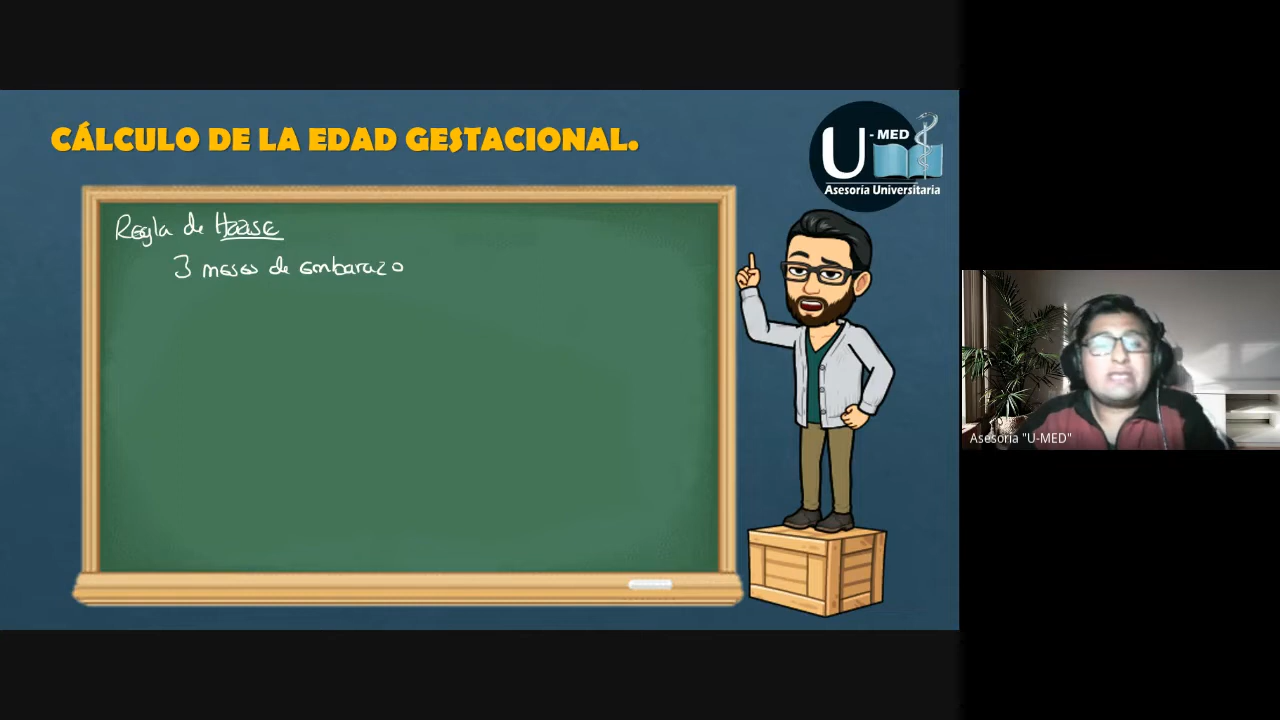 CÁLCULO DE LA EDAD GESTACIONAL.
U-MED
Asesoría Universitaria
Regla de Haase
3 meses de embarazo
Asesoría "U-MED"